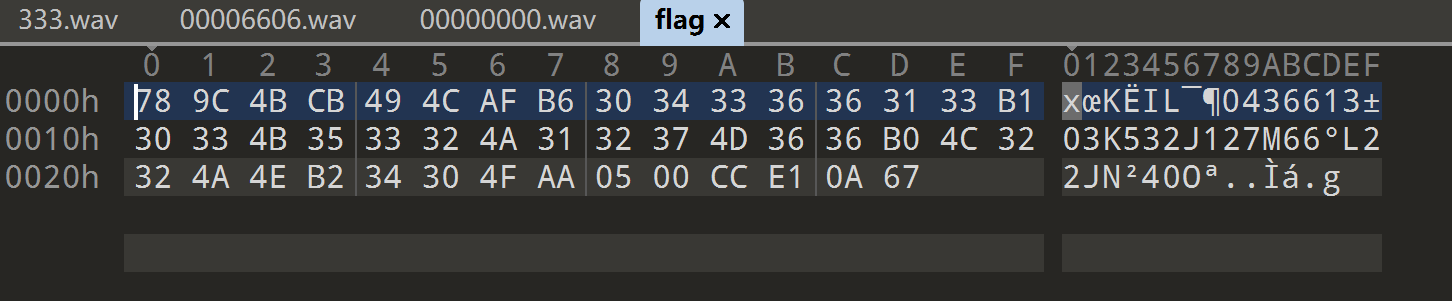 333.wav 00006606.wav 00000000.wav flag ×
0 1 2 3 4 5 6 7 8 9 A B C D E F 0123456789ABCDEF
0000h 78 9C 4B CB 49 4C AF B6 30 34 33 36 36 31 33 B1 xœKËIL¯¶0436613±
0010h 30 33 4B 35 33 32 4A 31 32 37 4D 36 36 B0 4C 32 03K532J127M66°L2
0020h 32 4A 4E B2 34 30 4F AA 05 00 CC E1 0A 67 2JN²40Oª..Ìá.g